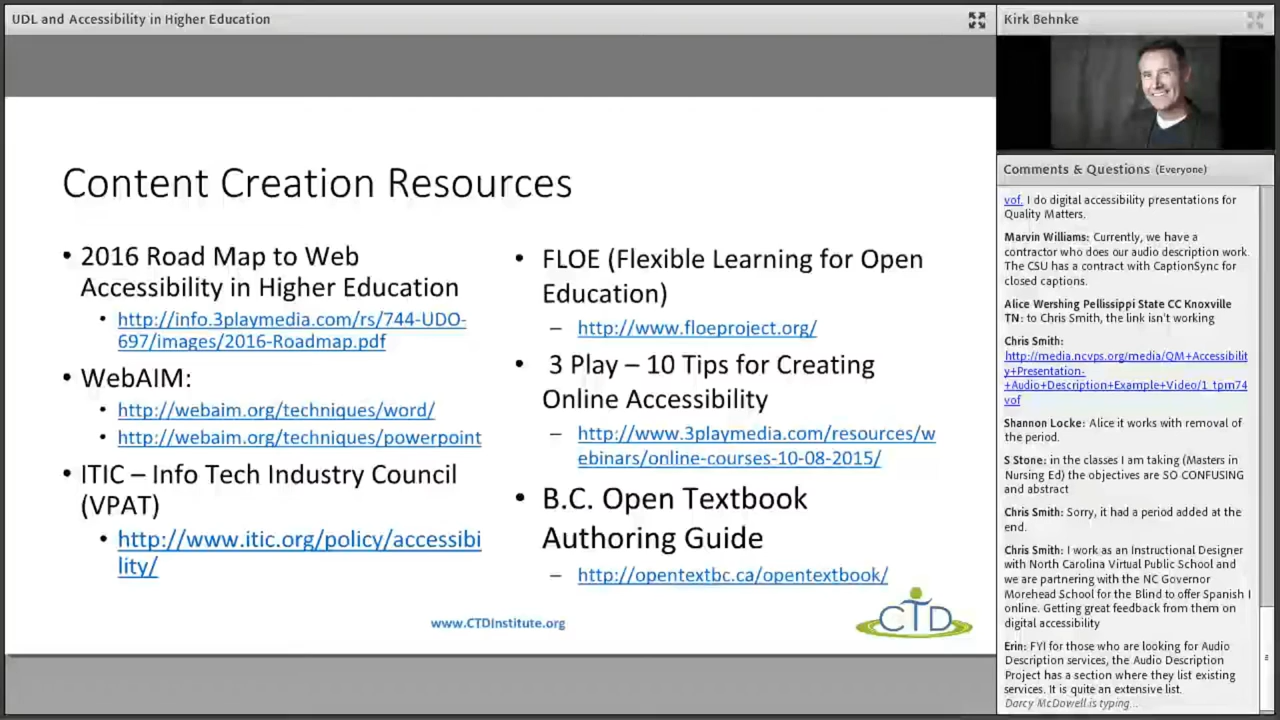 UDL and Accessibility in Higher Education
Content Creation Resources
• 2016 Road Map to Web
Accessibility in Higher Education
• http://info.3playmedia.com/rs/744-UDO-
697/images/2016-Roadmap.pdf
• WebAIM:
• http://webaim.org/techniques/word/
• http://webaim.org/techniques/powerpoint
• ITIC – Info Tech Industry Council
(VPAT)
• http://www.itic.org/policy/accessibi
lity/
• FLOE (Flexible Learning for Open
Education)
– http://www.floeproject.org/
• 3 Play – 10 Tips for Creating
Online Accessibility
– http://www.3playmedia.com/resources/w
ebinars/online-courses-10-08-2015/
• B.C. Open Textbook
Authoring Guide
– http://opentextbc.ca/opentextbook/
www.CTDInstitute.org
CTD
Kirk Behnke
Comments & Questions (Everyone)
vof. I do digital accessibility presentations for
Quality Matters.
Marvin Williams: Currently, we have a
contractor who does our audio description work.
The CSU has a contract with CaptionSync for
closed captions.
Alice Wershing Pellissippi State CC Knoxville
TN: to Chris Smith, the link isn't working
Chris Smith:
http://media.ncvps.org/media/QM+Accessibilit
y+Presentation-
+Audio+Description+Example+Video/1_tpm74
vof
Shannon Locke: Alice it works with removal of
the period.
S Stone: in the classes I am taking (Masters in
Nursing Ed) the objectives are SO CONFUSING
and abstract
Chris Smith: Sorry, it had a period added at the
end.
Chris Smith: I work as an Instructional Designer
with North Carolina Virtual Public School and
we are partnering with the NC Governor
Morehead School for the Blind to offer Spanish I
online. Getting great feedback from them on
digital accessibility
Erin: FYI for those who are looking for Audio
Description services, the Audio Description
Project has a section where they list existing
services. It is quite an extensive list.
Darcy McDowell is typing...